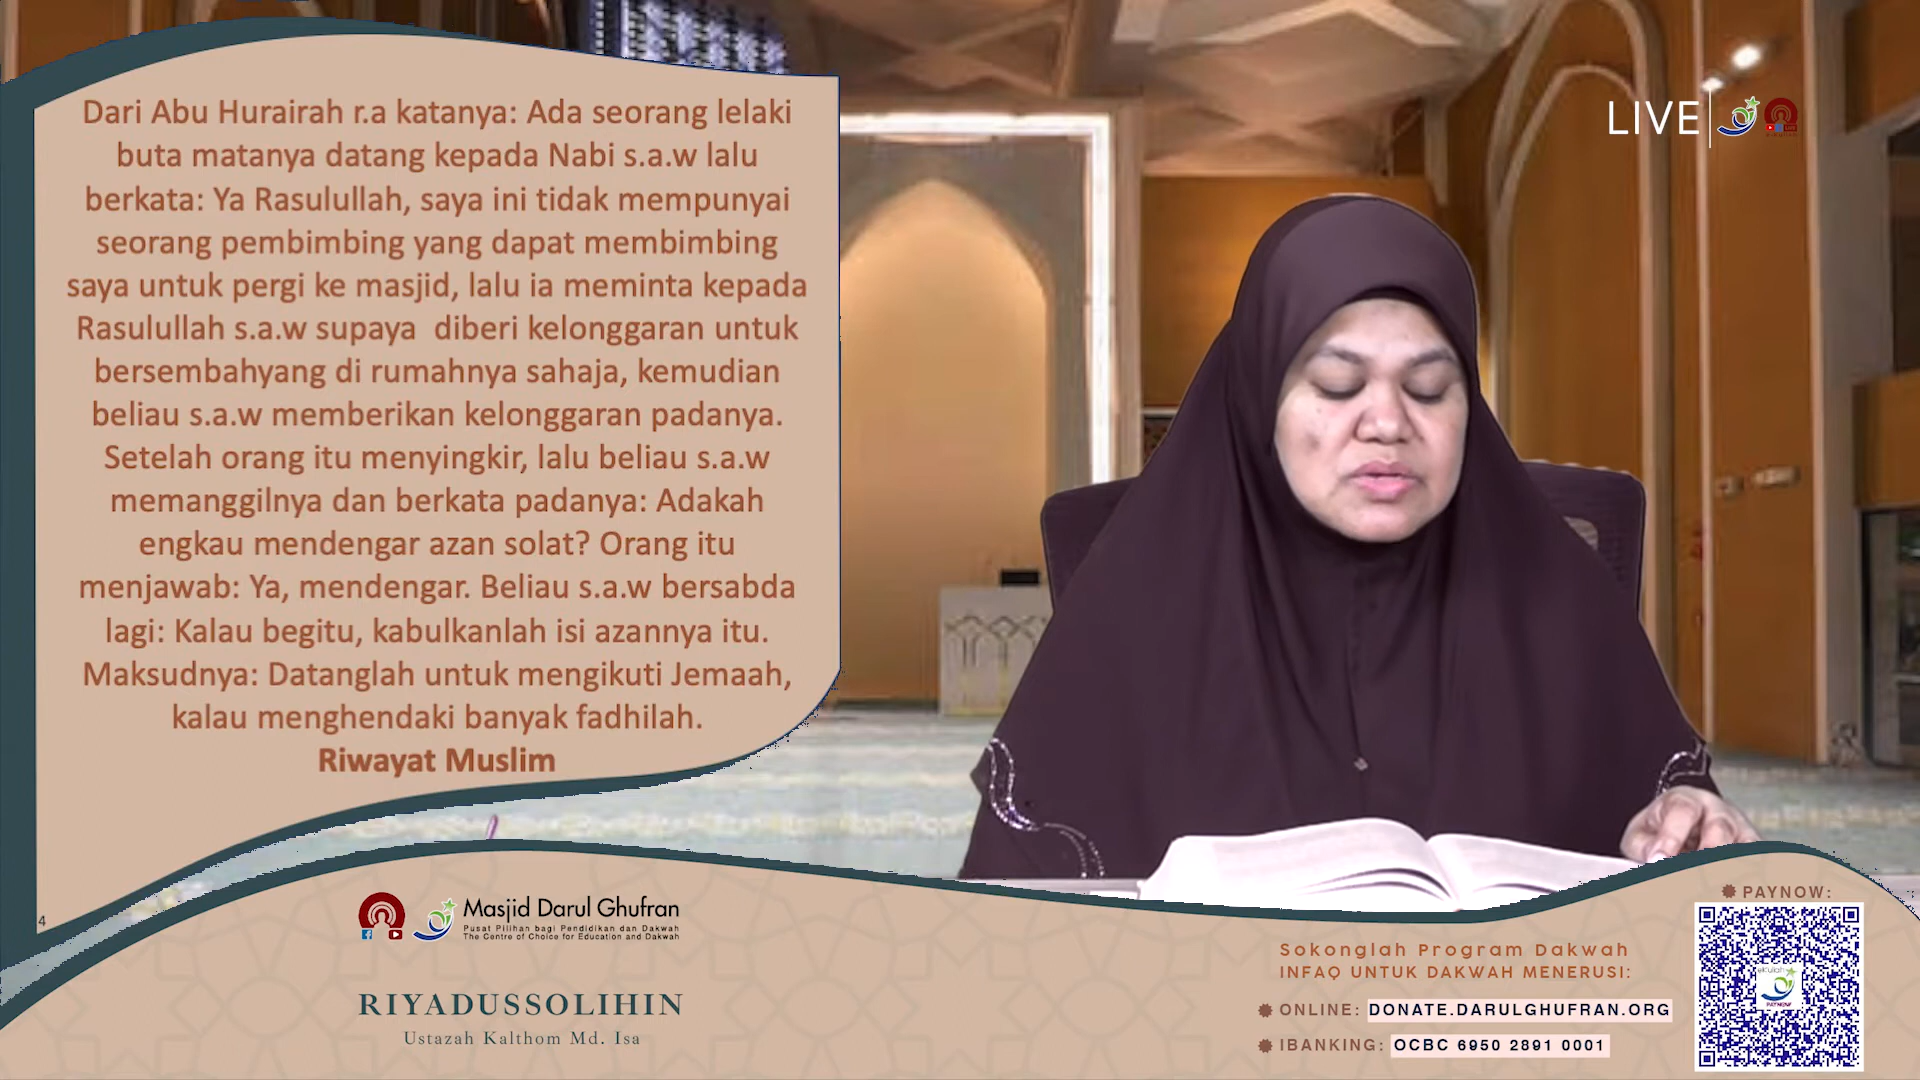 Dari Abu Hurairah r.a katanya: Ada seorang lelaki
buta matanya datang kepada Nabi s.a.w lalu
berkata: Ya Rasulullah, saya ini tidak mempunyai
seorang pembimbing yang dapat membimbing
saya untuk pergi ke masjid, lalu ia meminta kepada
Rasulullah s.a.w supaya  diberi kelonggaran untuk
bersembahyang di rumahnya sahaja, kemudian
beliau s.a.w memberikan kelonggaran padanya.
Setelah orang itu menyingkir, lalu beliau s.a.w
memanggilnya dan berkata padanya: Adakah
engkau mendengar azan solat? Orang itu
menjawab: Ya, mendengar. Beliau s.a.w bersabda
lagi: Kalau begitu, kabulkanlah isi azannya itu.
Maksudnya: Datanglah untuk mengikuti Jemaah,
kalau menghendaki banyak fadhilah.
Riwayat Muslim
4
LIVE
Masjid Darul Ghufran
Pusat Pilihan bagi Pendidikan dan Dakwah
The Centre of Choice for Education and Dakwah
RIYADUSSOLIHIN
Ustazah Kalthom Md. Isa
Sokonglah Program Dakwah
INFAQ UNTUK DAKWAH MENERUSI:
ONLINE: DONATE.DARULGHUFRAN.ORG
IBANKING: OCBC 6950 2891 0001
PAYNOW:
PAYNOW